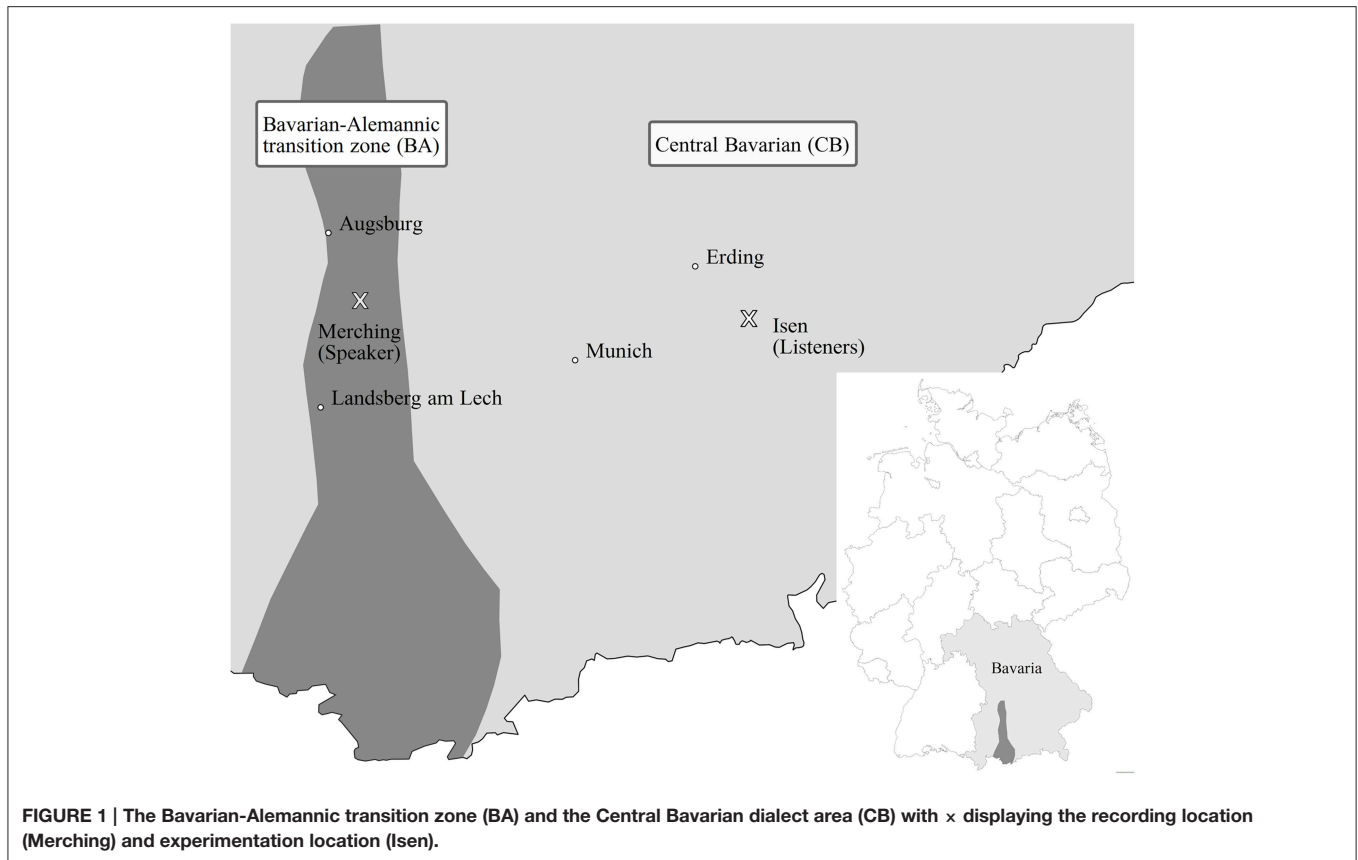 Bavarian-Alemannic
transition zone (BA)
Central Bavarian (CB)
Augsburg
Erding
Merching
(Speaker)
Isen
(Listeners)
Munich
Landsberg am Lech
Bavaria
FIGURE 1 | The Bavarian-Alemannic transition zone (BA) and the Central Bavarian dialect area (CB) with x displaying the recording location
(Merching) and experimentation location (Isen).